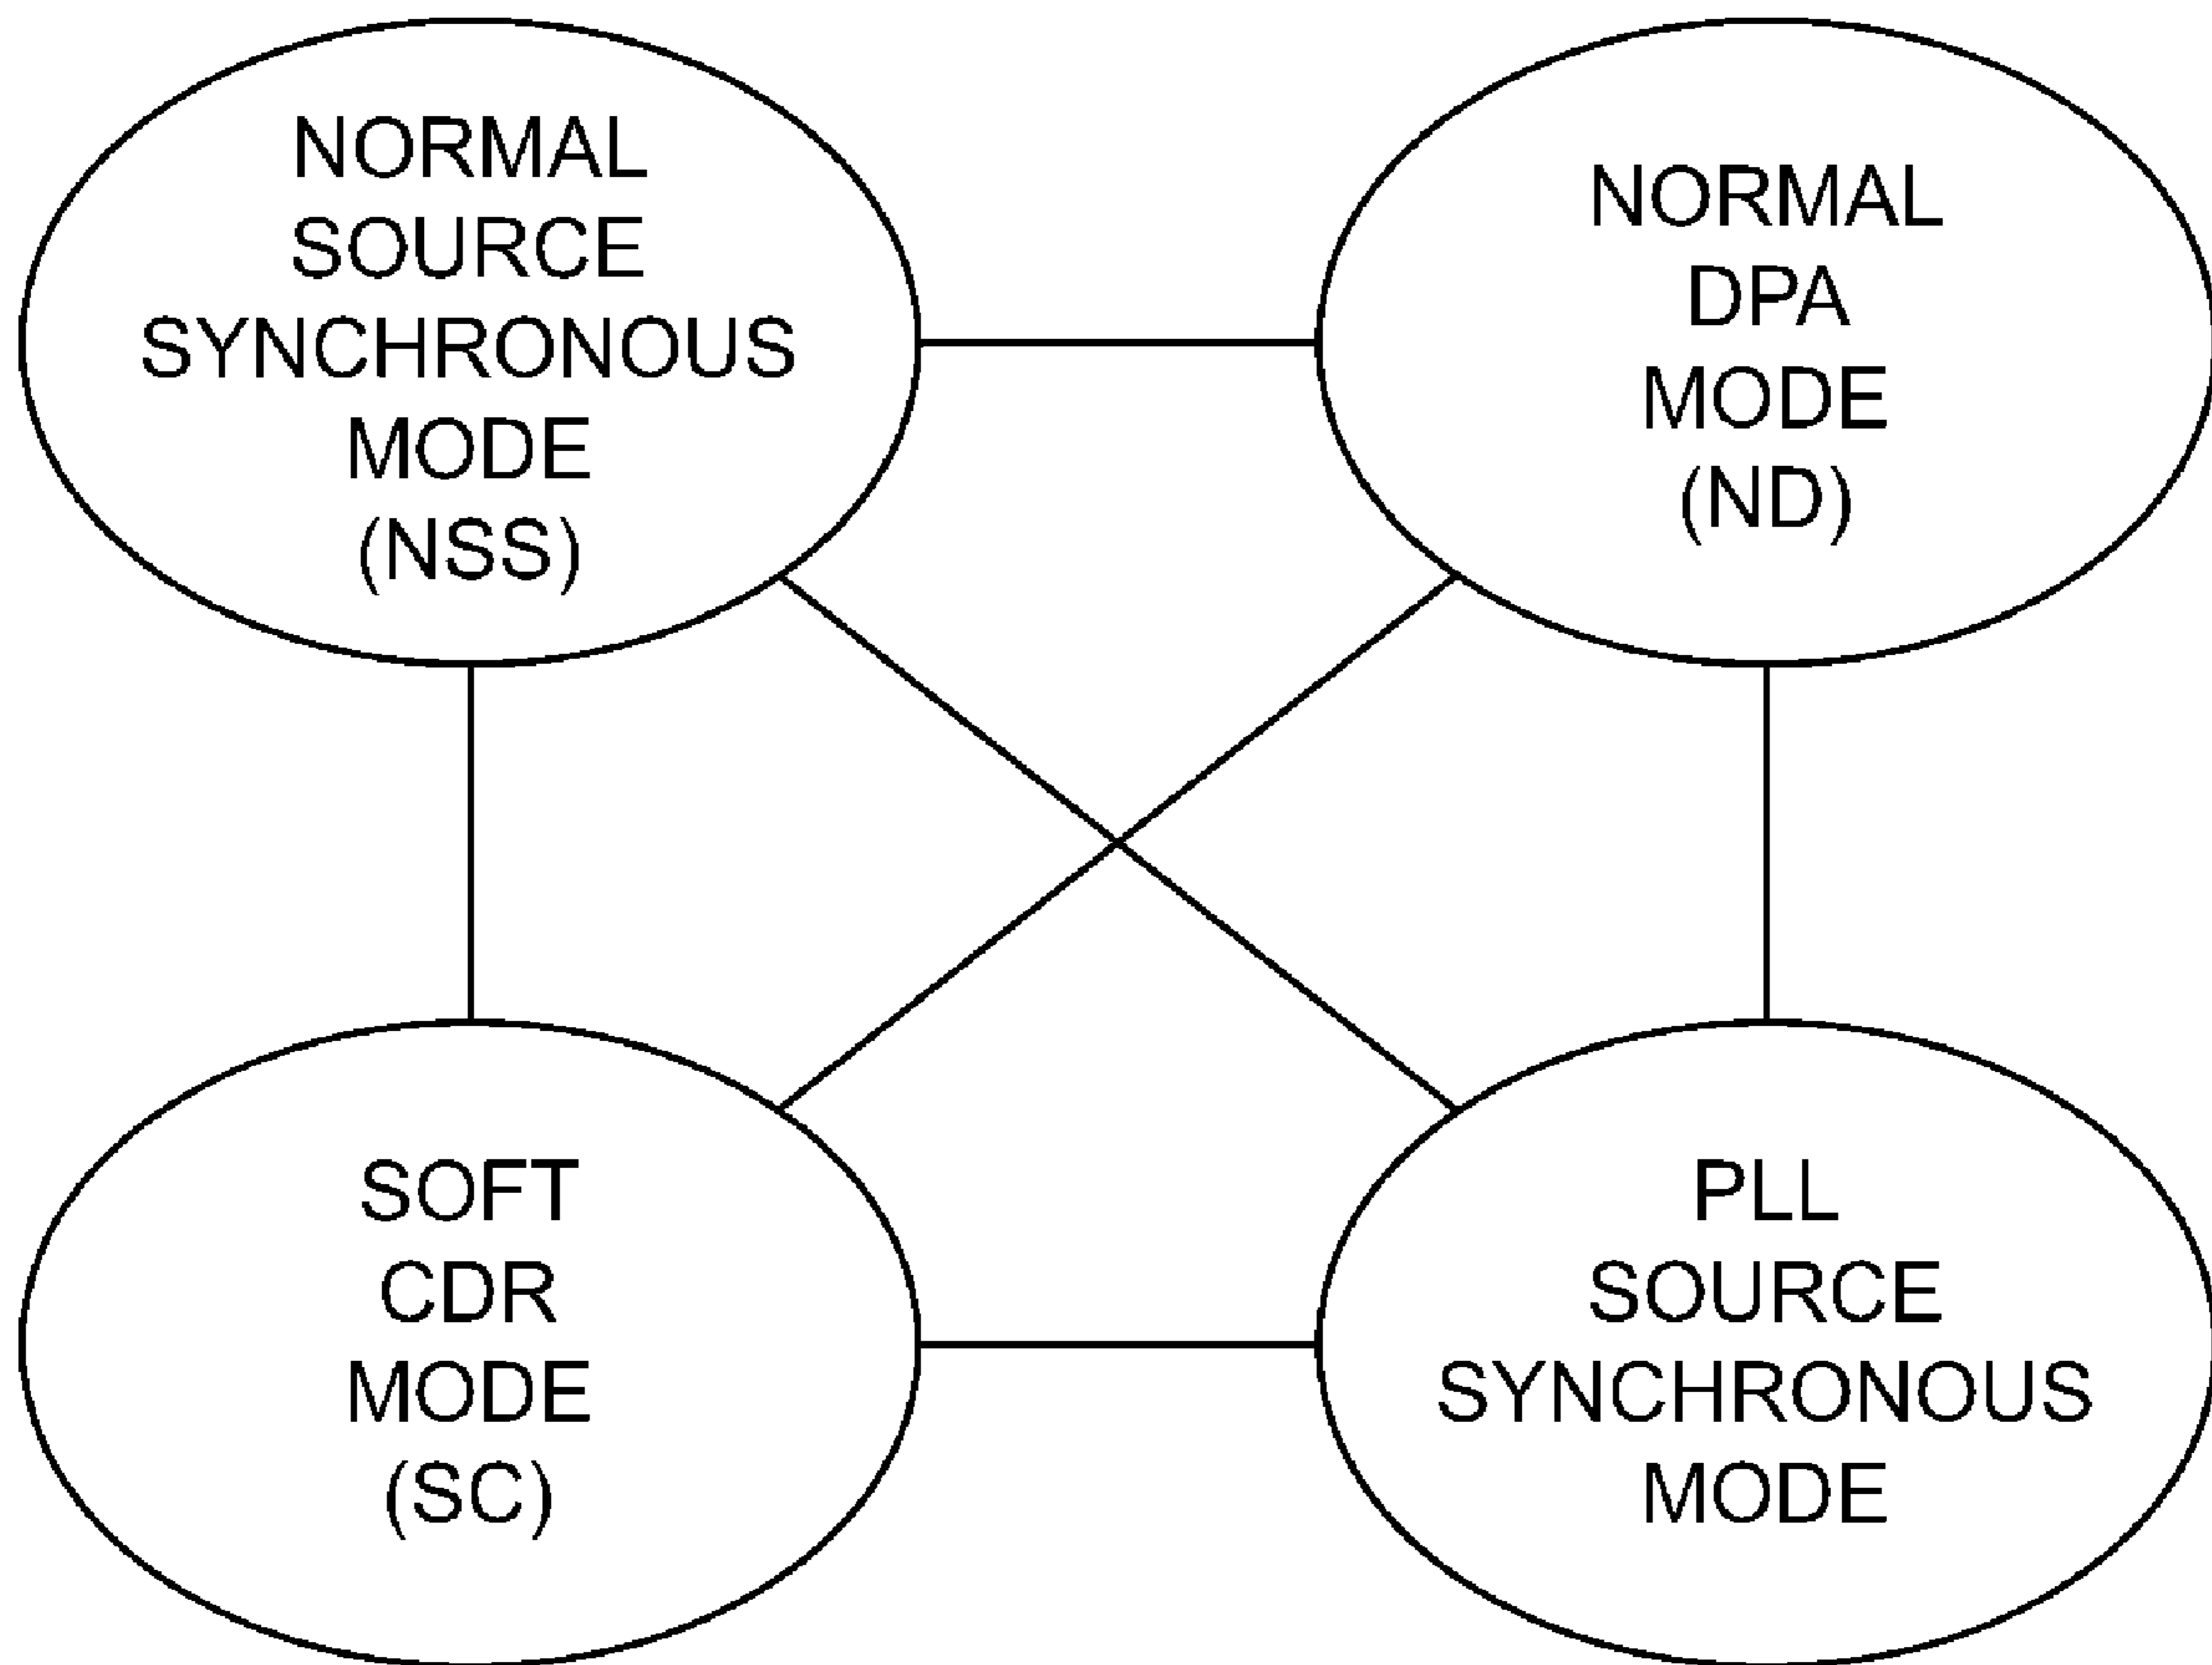 NORMAL
SOURCE
SYNCHRONOUS
MODE
(NSS)
NORMAL
DPA
MODE
(ND)
SOFT
CDR
MODE
(SC)
PLL
SOURCE
SYNCHRONOUS
MODE